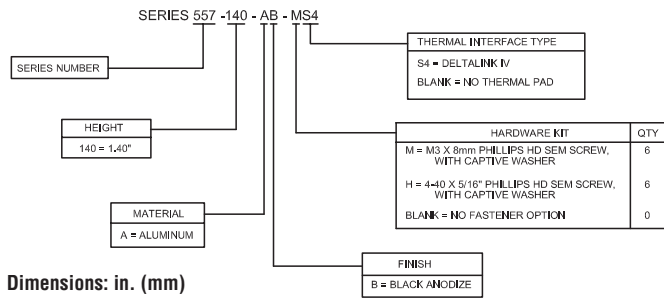 SERIES 557 -140 - AB - MS4
THERMAL INTERFACE TYPE
S4 = DELTALINK IV
BLANK = NO THERMAL PAD
SERIES NUMBER
HEIGHT
140 = 1.40"
HARDWARE KIT QTY
M = M3 X 8mm PHILLIPS HD SEM SCREW, 6
WITH CAPTIVE WASHER
H = 4-40 X 5/16" PHILLIPS HD SEM SCREW, 6
WITH CAPTIVE WASHER
BLANK = NO FASTENER OPTION 0
MATERIAL
A = ALUMINUM
FINISH
B = BLACK ANODIZE
Dimensions: in. (mm)